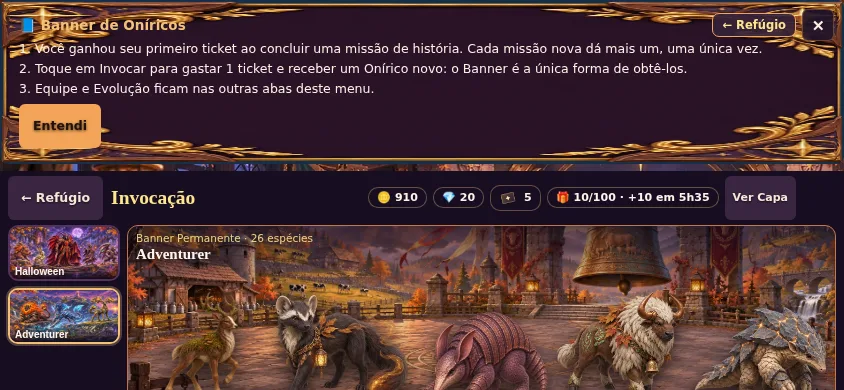 Banner de Oníricos
← Refúgio
×
1. Você ganhou seu primeiro ticket ao concluir uma missão de história. Cada missão nova dá mais um, uma única vez.
2. Toque em Invocar para gastar 1 ticket e receber um Onírico novo: o Banner é a única forma de obtê-los.
3. Equipe e Evolução ficam nas outras abas deste menu.
Entendi
← Refúgio
Invocação
910
20
5
10/100 · +10 em 5h35
Ver Capa
Halloween
Adventurer
Banner Permanente · 26 espécies
Adventurer